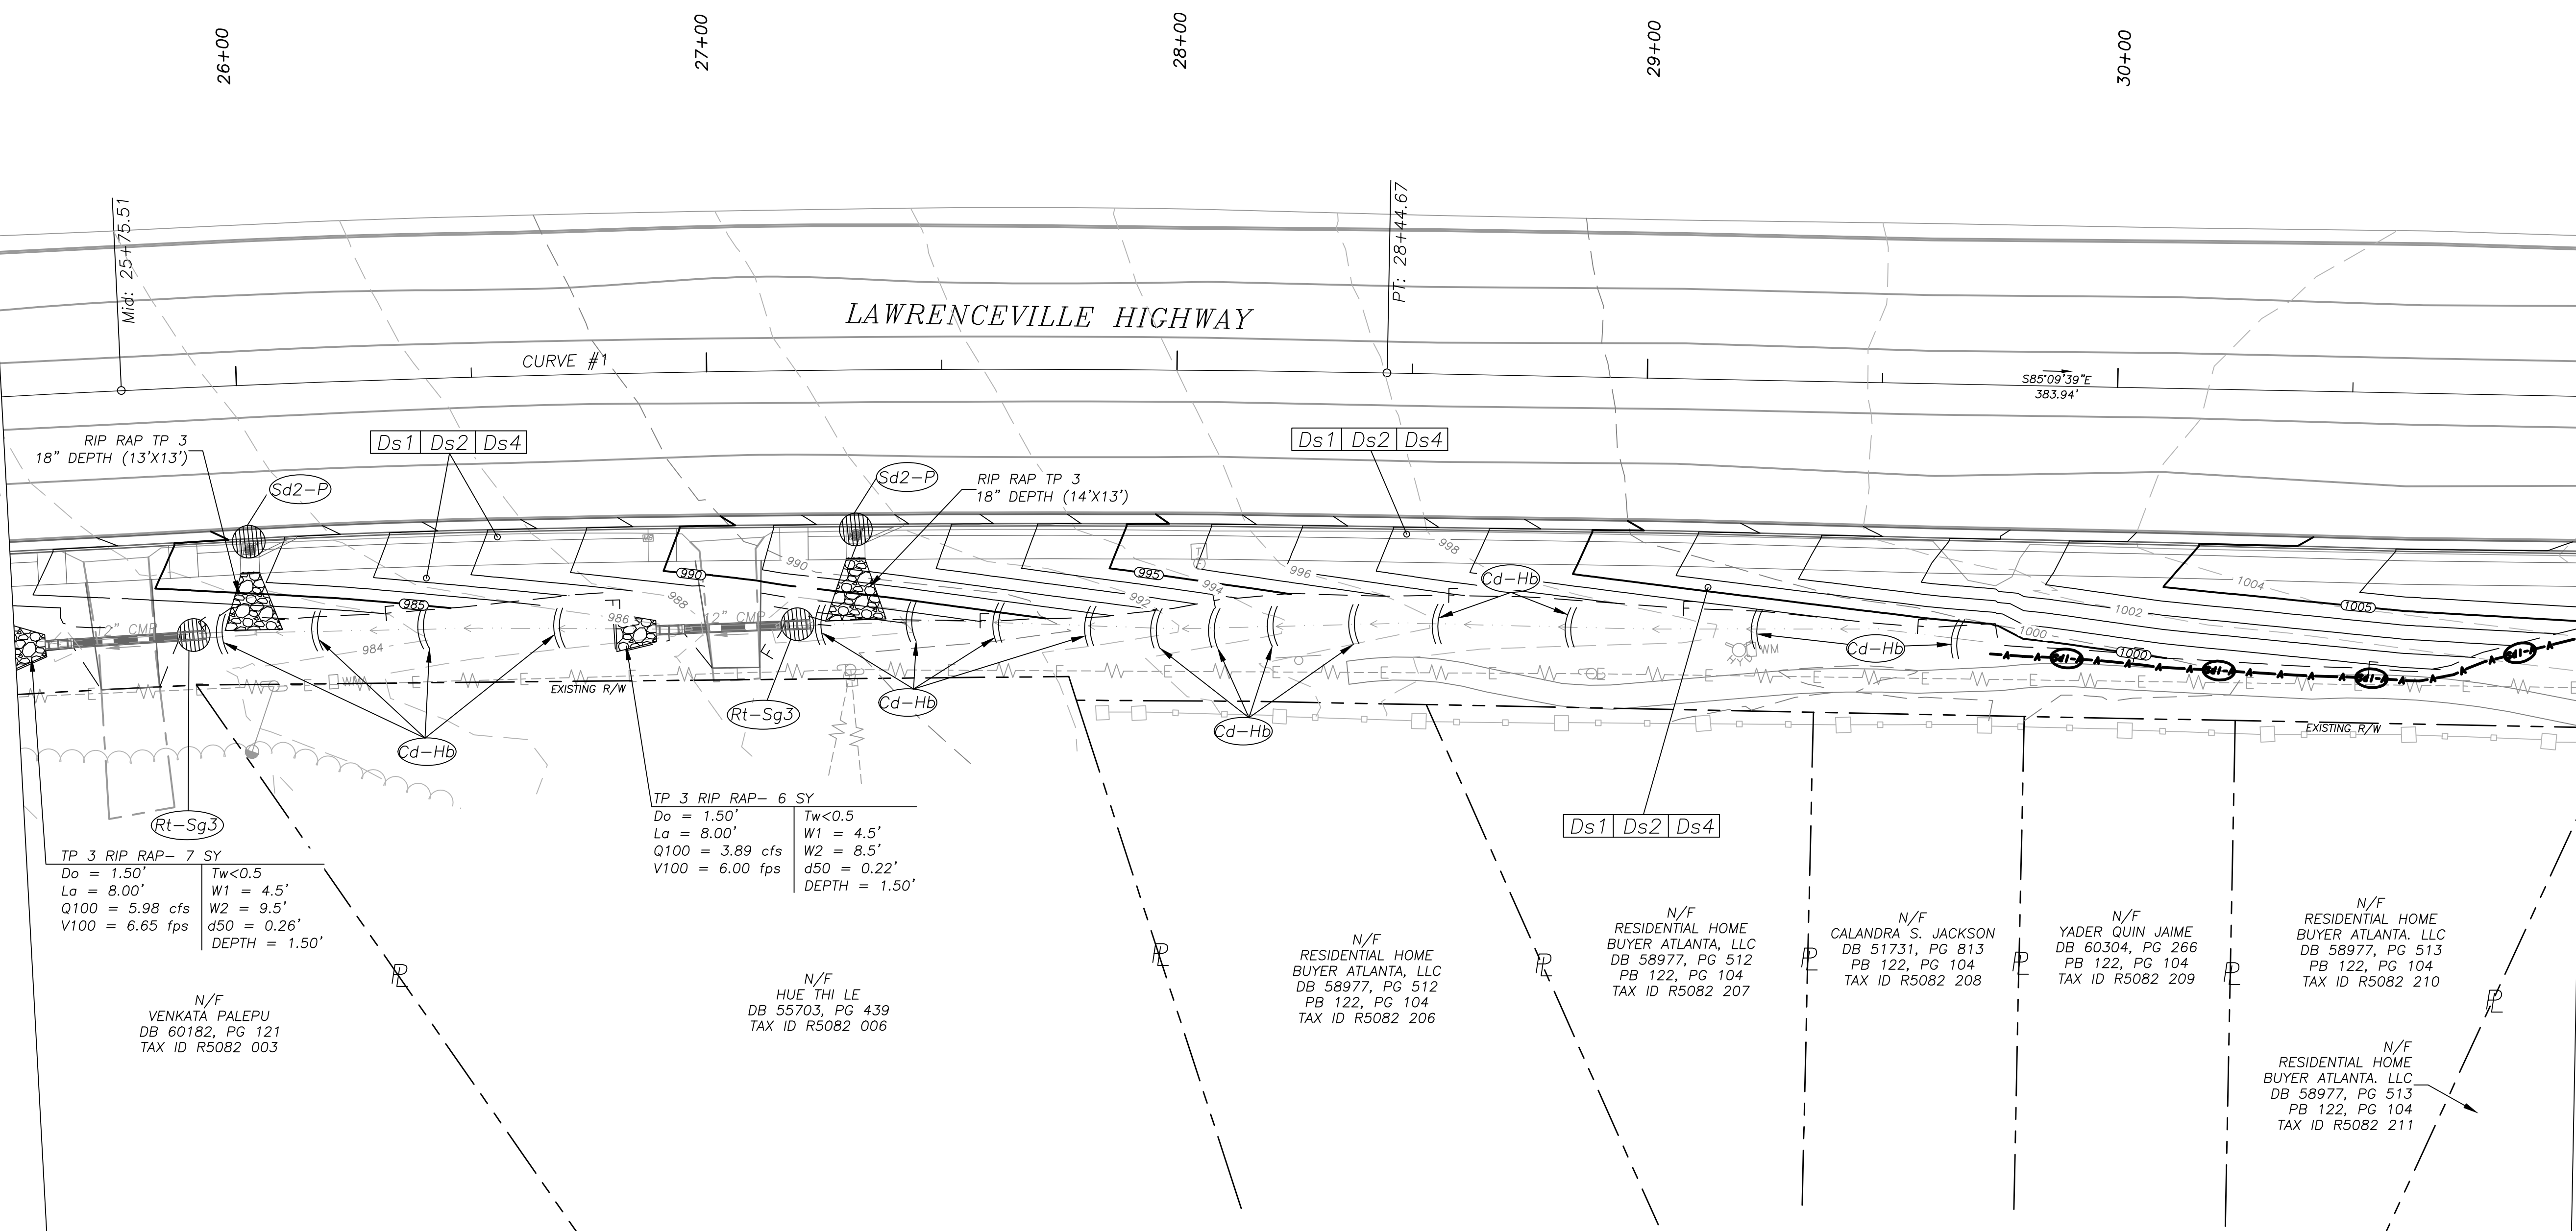 26+00
27+00
28+00
29+00
30+00
Mid: 25+75.51
PT: 28+44.67
LAWRENCEVILLE HIGHWAY
CURVE #1
S85°09'39"E
383.94'
RIP RAP TP 3
18" DEPTH (13'X13')
Ds1 Ds2 Ds4
Sd2-P
Sd2-P
RIP RAP TP 3
18" DEPTH (14'X13')
Ds1 Ds2 Ds4
990
990
995
998
996
994
992
988
986
985
984
1000
1000
1002
1004
1005
12" CMP
12" CMP
F
F
F
F
F
F
F
F
Cd-Hb
Cd-Hb
WM
WM
E
E
E
E
EXISTING R/W
EXISTING R/W
Sd1-A
Sd1-A
Sd1-A
Sd1-A
Rt-Sg3
Cd-Hb
Cd-Hb
Cd-Hb
Rt-Sg3
Ds1 Ds2 Ds4
TP 3 RIP RAP- 7 SY
Do = 1.50' Tw<0.5
La = 8.00' W1 = 4.5'
Q100 = 5.98 cfs W2 = 9.5'
V100 = 6.65 fps d50 = 0.26'
DEPTH = 1.50'
TP 3 RIP RAP- 6 SY
Do = 1.50' Tw<0.5
La = 8.00' W1 = 4.5'
Q100 = 3.89 cfs W2 = 8.5'
V100 = 6.00 fps d50 = 0.22'
DEPTH = 1.50'
N/F
VENKATA PALEPU
DB 60182, PG 121
TAX ID R5082 003
N/F
HUE THI LE
DB 55703, PG 439
TAX ID R5082 006
N/F
RESIDENTIAL HOME
BUYER ATLANTA, LLC
DB 58977, PG 512
PB 122, PG 104
TAX ID R5082 206
N/F
RESIDENTIAL HOME
BUYER ATLANTA, LLC
DB 58977, PG 512
PB 122, PG 104
TAX ID R5082 207
N/F
CALANDRA S. JACKSON
DB 51731, PG 813
PB 122, PG 104
TAX ID R5082 208
N/F
YADER QUIN JAIME
DB 60304, PG 266
PB 122, PG 104
TAX ID R5082 209
N/F
RESIDENTIAL HOME
BUYER ATLANTA. LLC
DB 58977, PG 513
PB 122, PG 104
TAX ID R5082 210
N/F
RESIDENTIAL HOME
BUYER ATLANTA. LLC
DB 58977, PG 513
PB 122, PG 104
TAX ID R5082 211